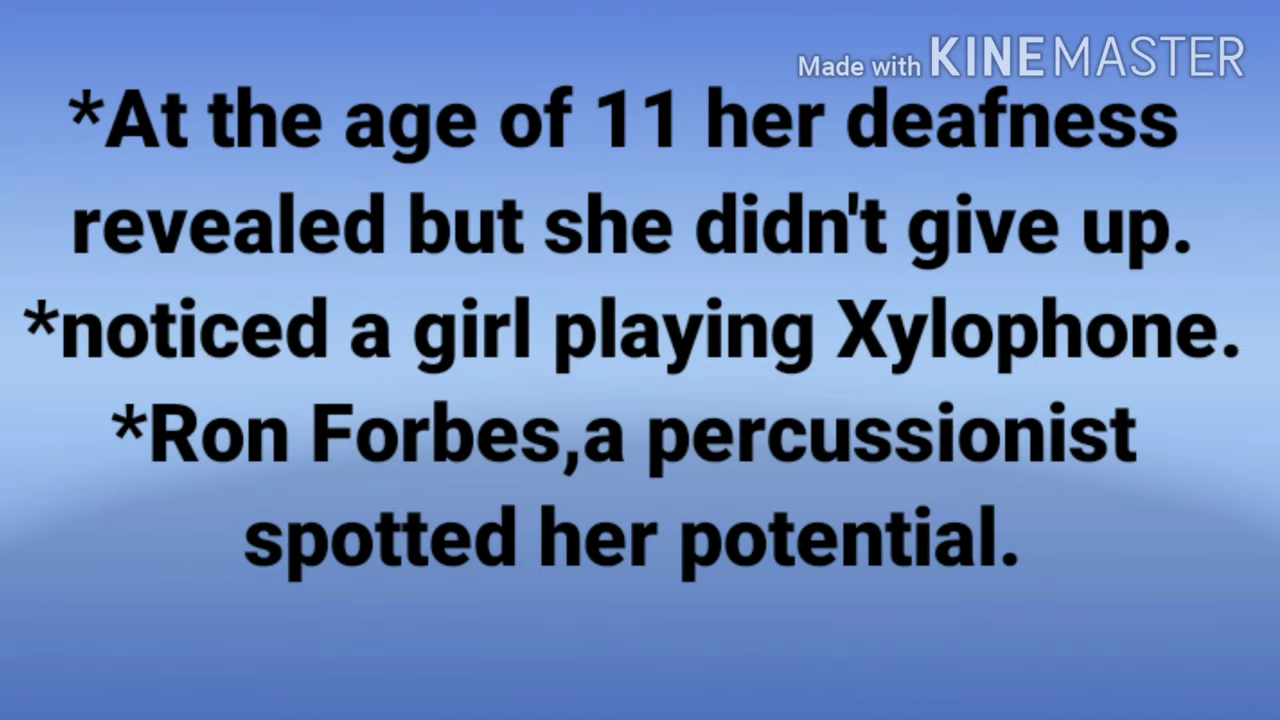 Made with KINEMASTER
*At the age of 11 her deafness
revealed but she didn't give up.
*noticed a girl playing Xylophone.
*Ron Forbes,a percussionist
spotted her potential.